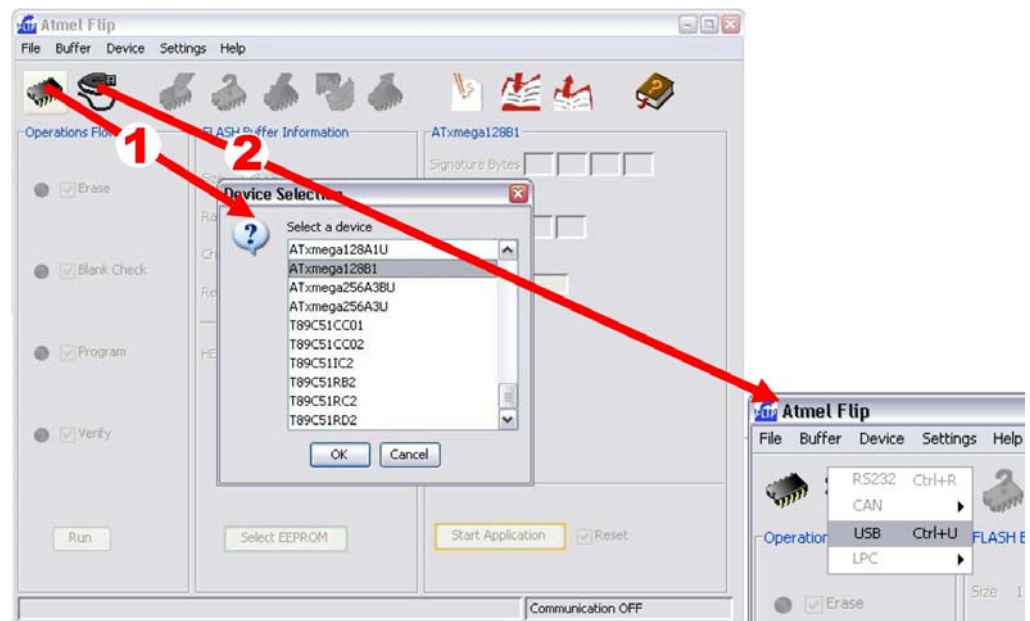 Atmel Flip
File Buffer Device Settings Help
1
2
Operations Flo
FLASH Buffer Information
ATxmega128B1
Signature Bytes
Erase
Blank Check
Program
Verify
Device Selection
Select a device
ATxmega128A1U
ATxmega128B1
ATxmega256A3BU
ATxmega256A3U
T89C51CC01
T89C51CC02
T89C51IC2
T89C51RB2
T89C51RC2
T89C51RD2
OK Cancel
Run
Select EEPROM
Start Application
Reset
Communication OFF
Atmel Flip
File Buffer Device Settings Help
RS232 Ctrl+R
CAN
USB Ctrl+U
LPC
Operation
FLASH B
Erase
Size 1